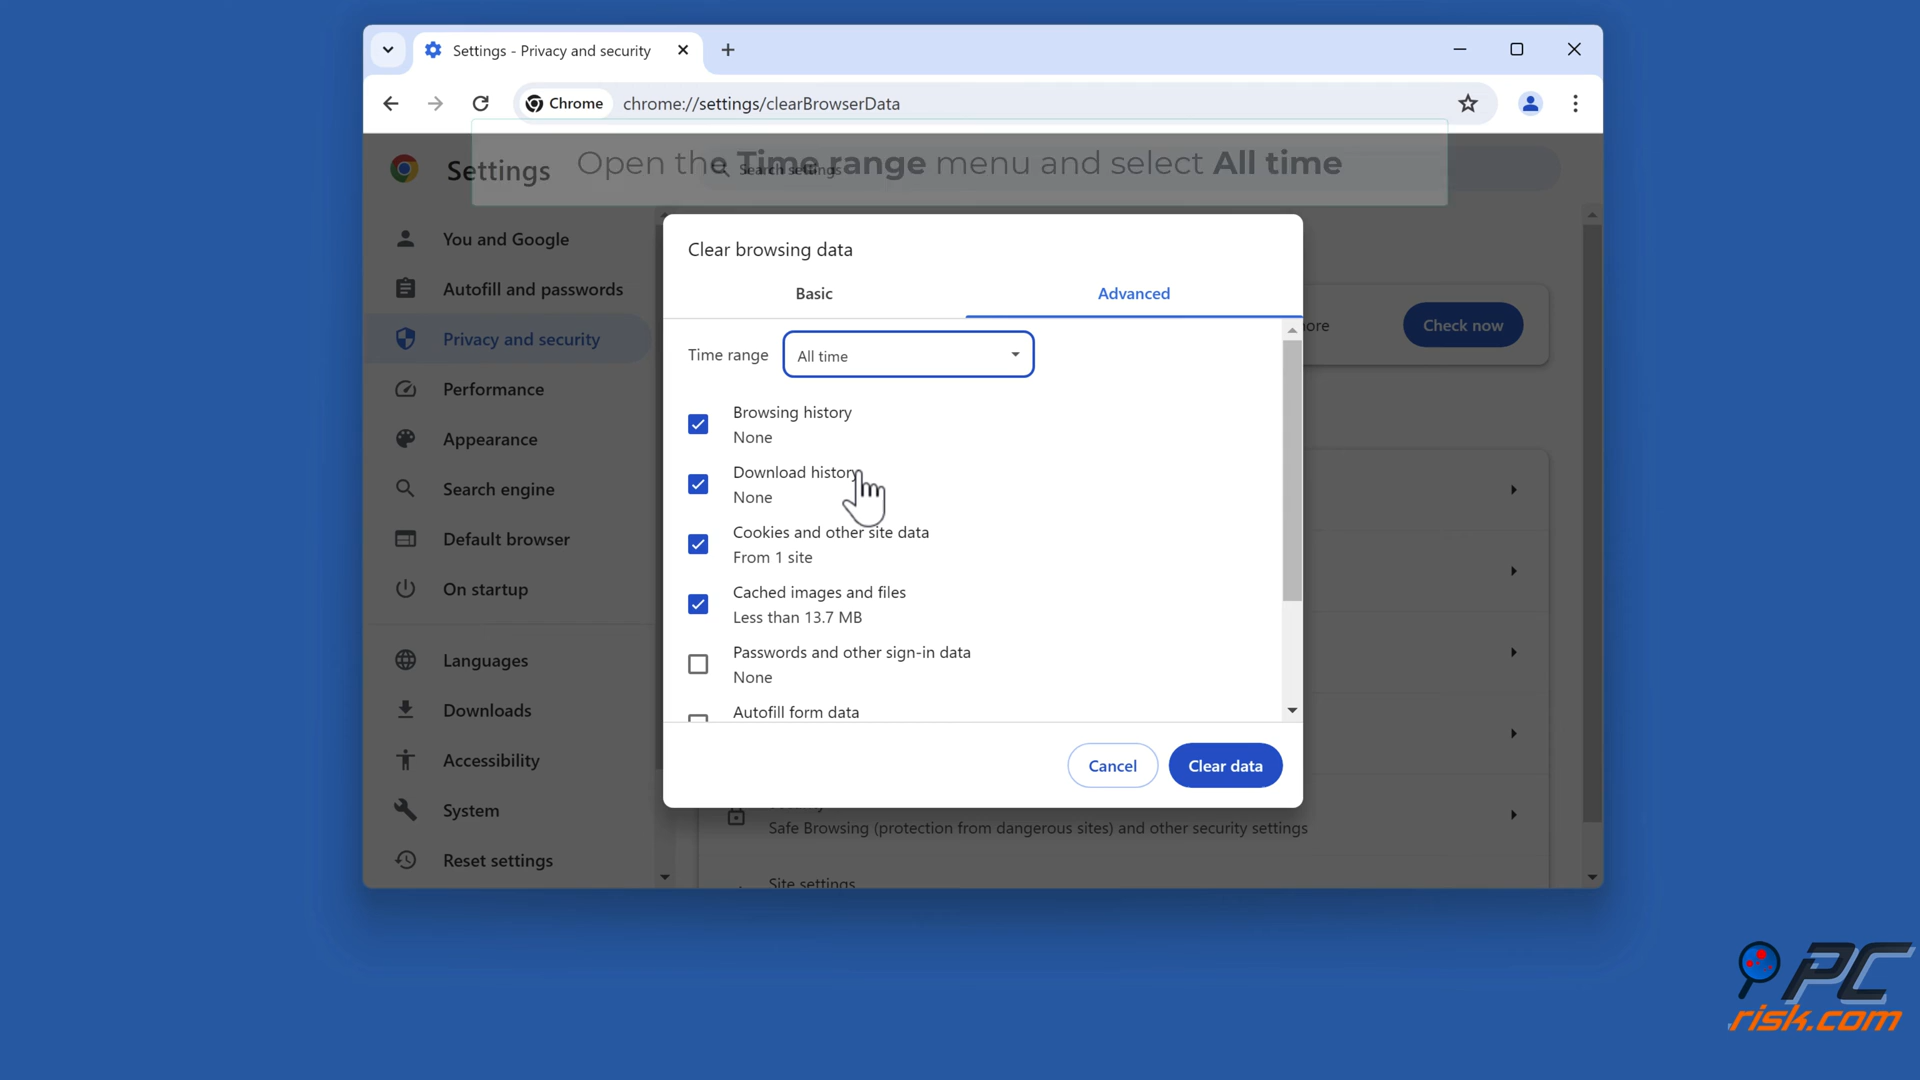 Settings - Privacy and security
Chrome
chrome://settings/clearBrowserData
Settings
Search settings
Open the Time range menu and select All time
You and Google
Autofill and passwords
Privacy and security
Performance
Appearance
Search engine
Default browser
On startup
Languages
Downloads
Accessibility
System
Reset settings
Check now
Clear browsing data
Basic
Advanced
Time range
All time
Browsing history
None
Download history
None
Cookies and other site data
From 1 site
Cached images and files
Less than 13.7 MB
Passwords and other sign-in data
None
Autofill form data
Cancel
Clear data
Safe Browsing (protection from dangerous sites) and other security settings
Site settings
PC
risk.com